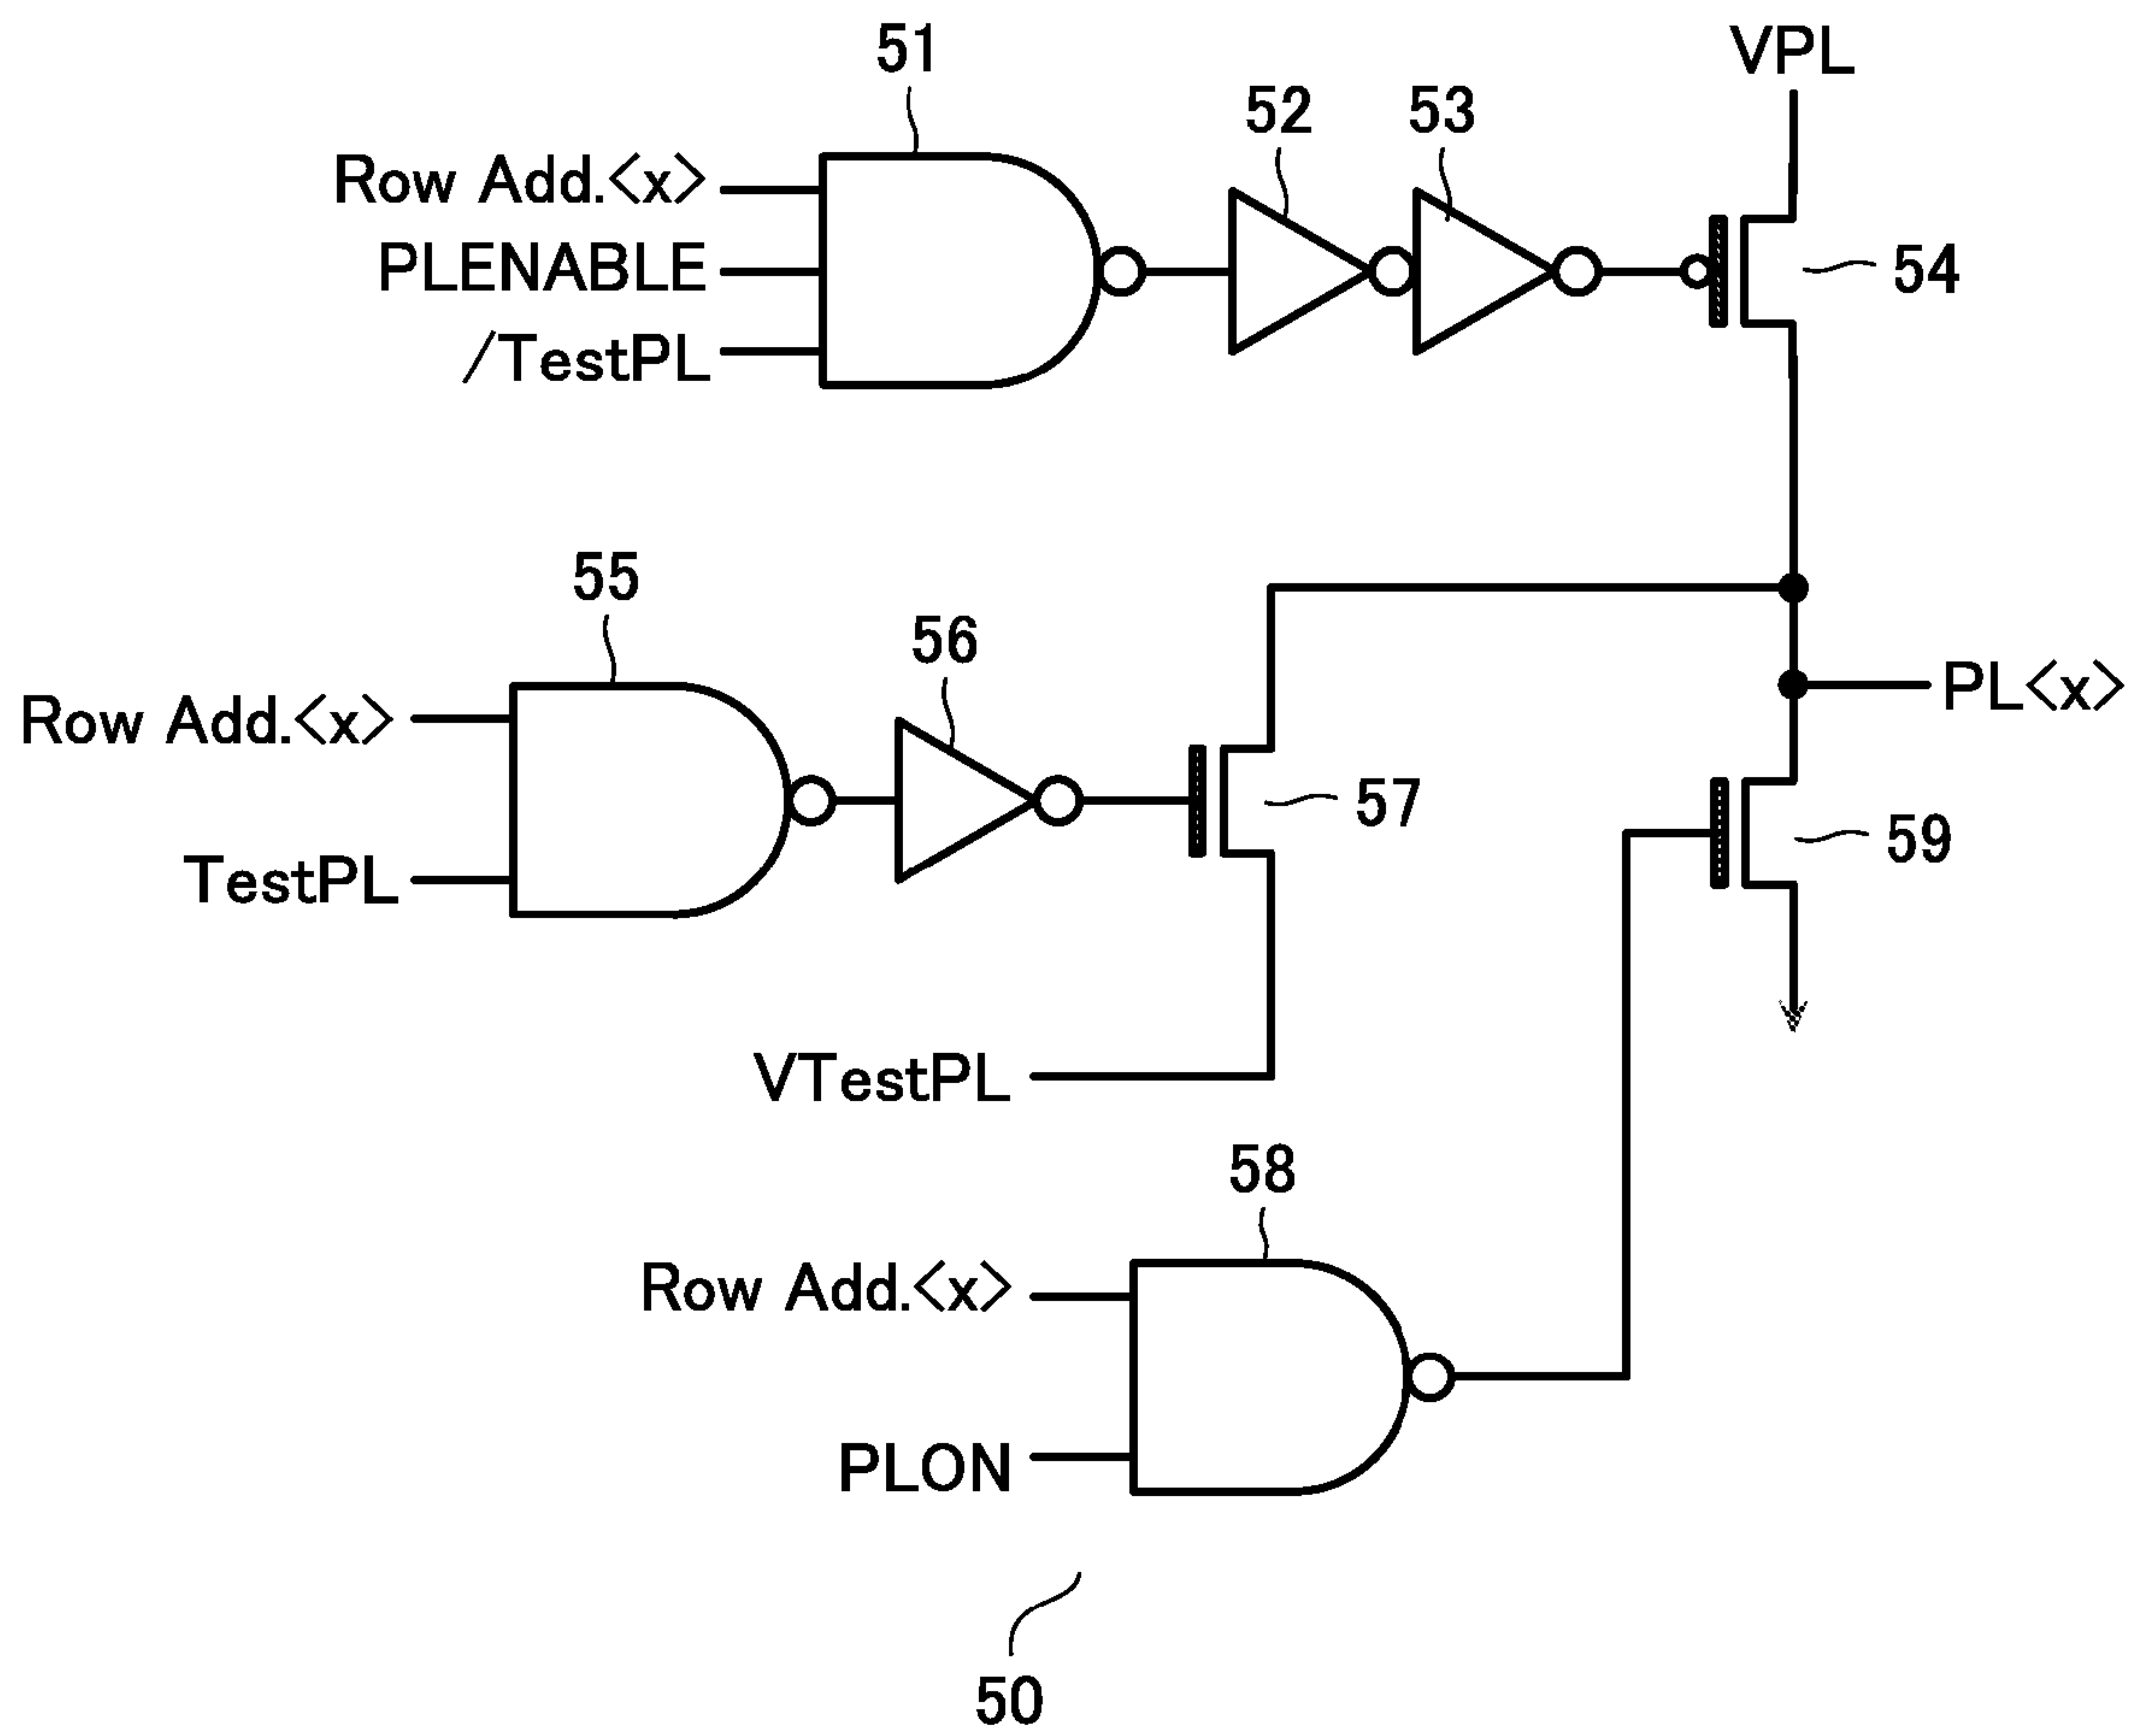 51
VPL
52
53
Row Add.<x>
PLENABLE
54
/TestPL
55
56
Row Add.<x>
PL<x>
57
59
TestPL
VTestPL
58
Row Add.<x>
PLON
50